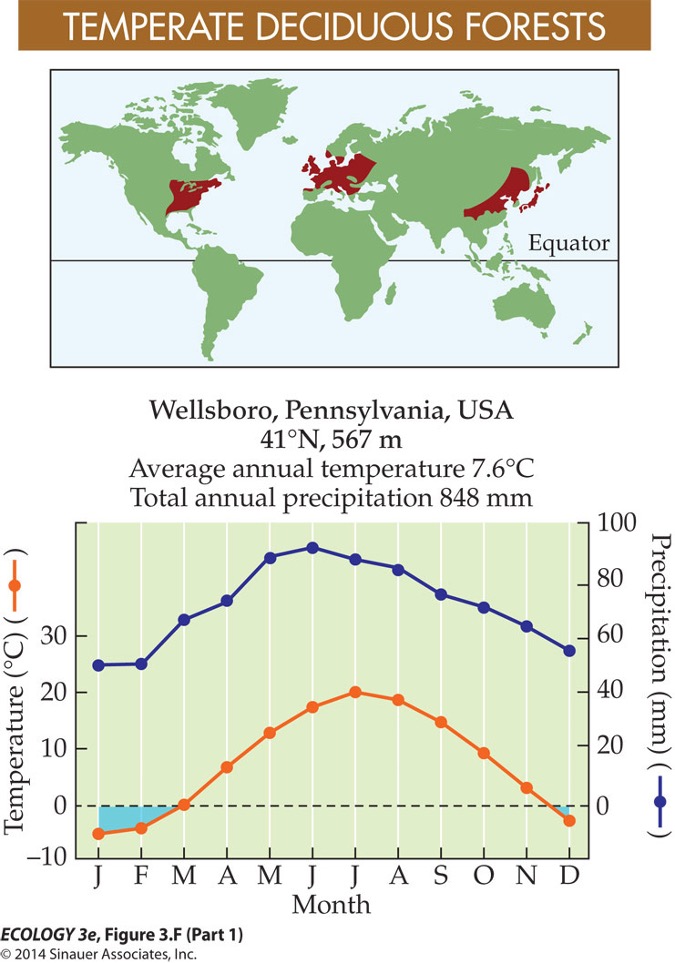 TEMPERATE DECIDUOUS FORESTS
Equator
Wellsboro, Pennsylvania, USA
41°N, 567 m
Average annual temperature 7.6°C
Total annual precipitation 848 mm
Temperature (°C) ( )
30
20
10
0
–10
100
80
60
40
20
0
Precipitation (mm) ( )
J F M A M J J A S O N D
Month
ECOLOGY 3e, Figure 3.F (Part 1)
© 2014 Sinauer Associates, Inc.